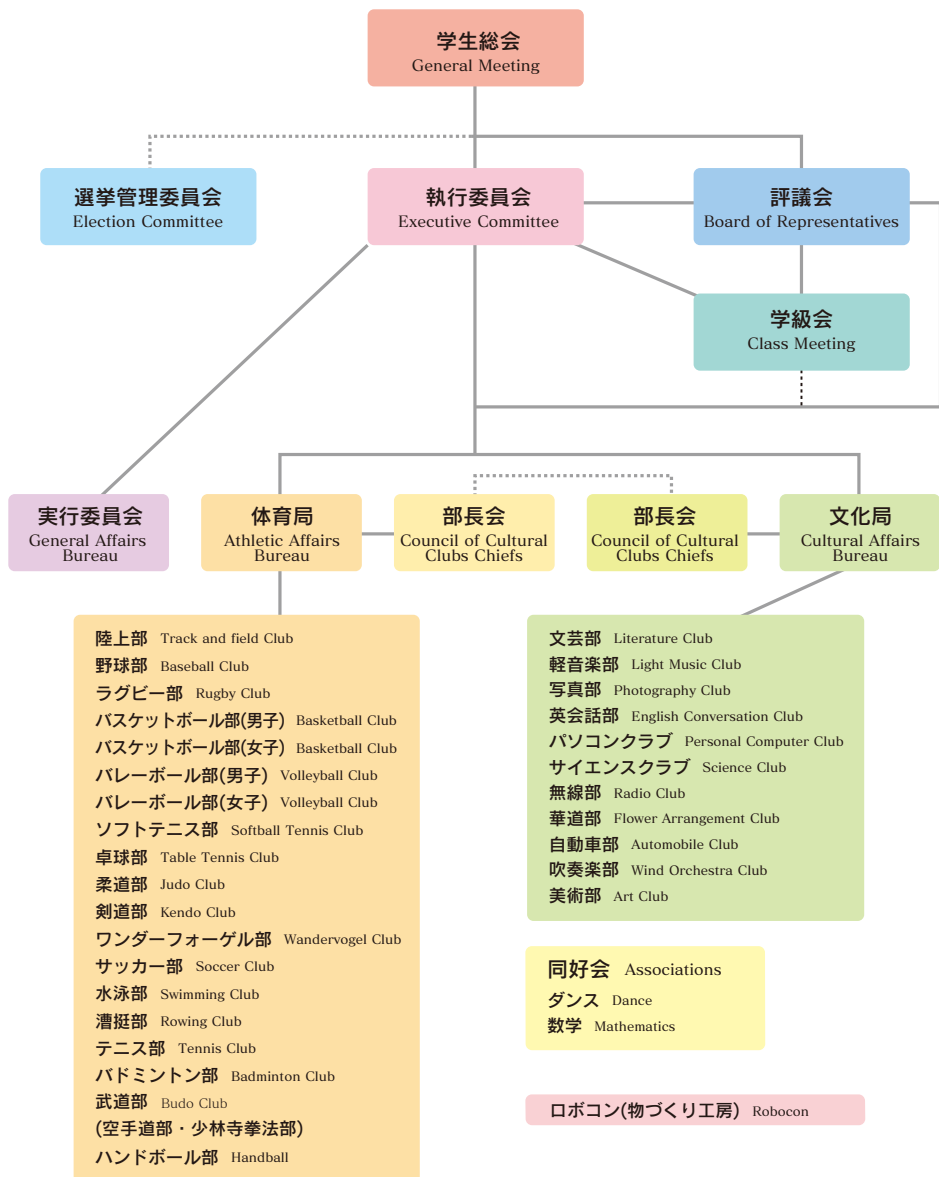 学生総会
General Meeting
選挙管理委員会
Election Committee
執行委員会
Executive Committee
評議会
Board of Representatives
学級会
Class Meeting
実行委員会
General Affairs
Bureau
体育局
Athletic Affairs
Bureau
部長会
Council of Cultural
Clubs Chiefs
部長会
Council of Cultural
Clubs Chiefs
文化局
Cultural Affairs
Bureau
陸上部 Track and field Club
野球部 Baseball Club
ラグビー部 Rugby Club
バスケットボール部(男子) Basketball Club
バスケットボール部(女子) Basketball Club
バレーボール部(男子) Volleyball Club
バレーボール部(女子) Volleyball Club
ソフトテニス部 Softball Tennis Club
卓球部 Table Tennis Club
柔道部 Judo Club
剣道部 Kendo Club
ワンダーフォーゲル部 Wandervogel Club
サッカー部 Soccer Club
水泳部 Swimming Club
漕挺部 Rowing Club
テニス部 Tennis Club
バドミントン部 Badminton Club
武道部 Budo Club
(空手道部・少林寺拳法部)
ハンドボール部 Handball
文芸部 Literature Club
軽音楽部 Light Music Club
写真部 Photography Club
英会話部 English Conversation Club
パソコンクラブ Personal Computer Club
サイエンスクラブ Science Club
無線部 Radio Club
華道部 Flower Arrangement Club
自動車部 Automobile Club
吹奏楽部 Wind Orchestra Club
美術部 Art Club
同好会 Associations
ダンス Dance
数学 Mathematics
ロボコン(物づくり工房) Robocon